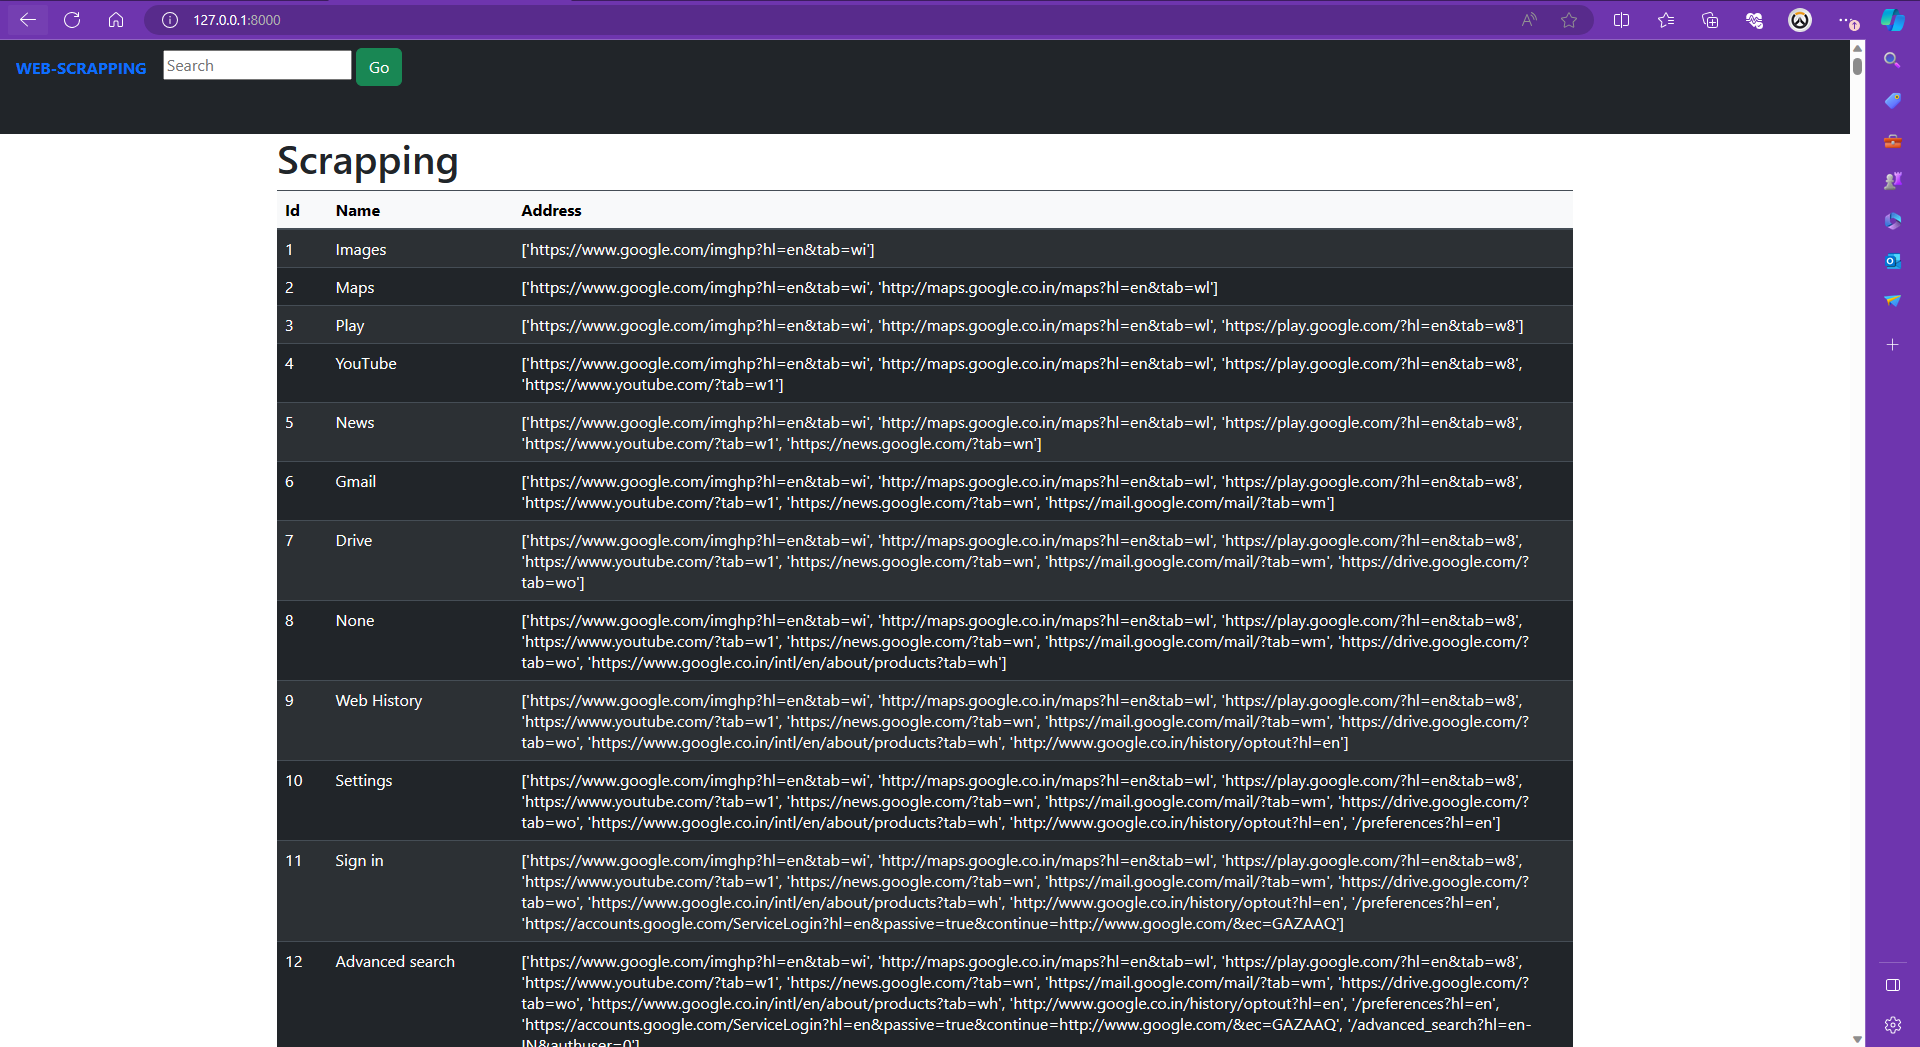 127.0.0.1:8000
WEB-SCRAPPING Search Go
Scrapping
Id Name Address
1 Images ['https://www.google.com/imghp?hl=en&tab=wi']
2 Maps ['https://www.google.com/imghp?hl=en&tab=wi', 'http://maps.google.co.in/maps?hl=en&tab=wl']
3 Play ['https://www.google.com/imghp?hl=en&tab=wi', 'http://maps.google.co.in/maps?hl=en&tab=wl', 'https://play.google.com/?hl=en&tab=w8']
4 YouTube ['https://www.google.com/imghp?hl=en&tab=wi', 'http://maps.google.co.in/maps?hl=en&tab=wl', 'https://play.google.com/?hl=en&tab=w8',
'https://www.youtube.com/?tab=w1']
5 News ['https://www.google.com/imghp?hl=en&tab=wi', 'http://maps.google.co.in/maps?hl=en&tab=wl', 'https://play.google.com/?hl=en&tab=w8',
'https://www.youtube.com/?tab=w1', 'https://news.google.com/?tab=wn']
6 Gmail ['https://www.google.com/imghp?hl=en&tab=wi', 'http://maps.google.co.in/maps?hl=en&tab=wl', 'https://play.google.com/?hl=en&tab=w8',
'https://www.youtube.com/?tab=w1', 'https://news.google.com/?tab=wn', 'https://mail.google.com/mail/?tab=wm']
7 Drive ['https://www.google.com/imghp?hl=en&tab=wi', 'http://maps.google.co.in/maps?hl=en&tab=wl', 'https://play.google.com/?hl=en&tab=w8',
'https://www.youtube.com/?tab=w1', 'https://news.google.com/?tab=wn', 'https://mail.google.com/mail/?tab=wm', 'https://drive.google.com/?
tab=wo']
8 None ['https://www.google.com/imghp?hl=en&tab=wi', 'http://maps.google.co.in/maps?hl=en&tab=wl', 'https://play.google.com/?hl=en&tab=w8',
'https://www.youtube.com/?tab=w1', 'https://news.google.com/?tab=wn', 'https://mail.google.com/mail/?tab=wm', 'https://drive.google.com/?
tab=wo', 'https://www.google.co.in/intl/en/about/products?tab=wh']
9 Web History ['https://www.google.com/imghp?hl=en&tab=wi', 'http://maps.google.co.in/maps?hl=en&tab=wl', 'https://play.google.com/?hl=en&tab=w8',
'https://www.youtube.com/?tab=w1', 'https://news.google.com/?tab=wn', 'https://mail.google.com/mail/?tab=wm', 'https://drive.google.com/?
tab=wo', 'https://www.google.co.in/intl/en/about/products?tab=wh', 'http://www.google.co.in/history/optout?hl=en']
10 Settings ['https://www.google.com/imghp?hl=en&tab=wi', 'http://maps.google.co.in/maps?hl=en&tab=wl', 'https://play.google.com/?hl=en&tab=w8',
'https://www.youtube.com/?tab=w1', 'https://news.google.com/?tab=wn', 'https://mail.google.com/mail/?tab=wm', 'https://drive.google.com/?
tab=wo', 'https://www.google.co.in/intl/en/about/products?tab=wh', 'http://www.google.co.in/history/optout?hl=en', '/preferences?hl=en']
11 Sign in ['https://www.google.com/imghp?hl=en&tab=wi', 'http://maps.google.co.in/maps?hl=en&tab=wl', 'https://play.google.com/?hl=en&tab=w8',
'https://www.youtube.com/?tab=w1', 'https://news.google.com/?tab=wn', 'https://mail.google.com/mail/?tab=wm', 'https://drive.google.com/?
tab=wo', 'https://www.google.co.in/intl/en/about/products?tab=wh', 'http://www.google.co.in/history/optout?hl=en', '/preferences?hl=en',
'https://accounts.google.com/ServiceLogin?hl=en&passive=true&continue=http://www.google.com/&ec=GAZAAQ']
12 Advanced search ['https://www.google.com/imghp?hl=en&tab=wi', 'http://maps.google.co.in/maps?hl=en&tab=wl', 'https://play.google.com/?hl=en&tab=w8',
'https://www.youtube.com/?tab=w1', 'https://news.google.com/?tab=wn', 'https://mail.google.com/mail/?tab=wm', 'https://drive.google.com/?
tab=wo', 'https://www.google.co.in/intl/en/about/products?tab=wh', 'http://www.google.co.in/history/optout?hl=en', '/preferences?hl=en',
'https://accounts.google.com/ServiceLogin?hl=en&passive=true&continue=http://www.google.com/&ec=GAZAAQ', '/advanced_search?hl=en-
IN&authuser=0']